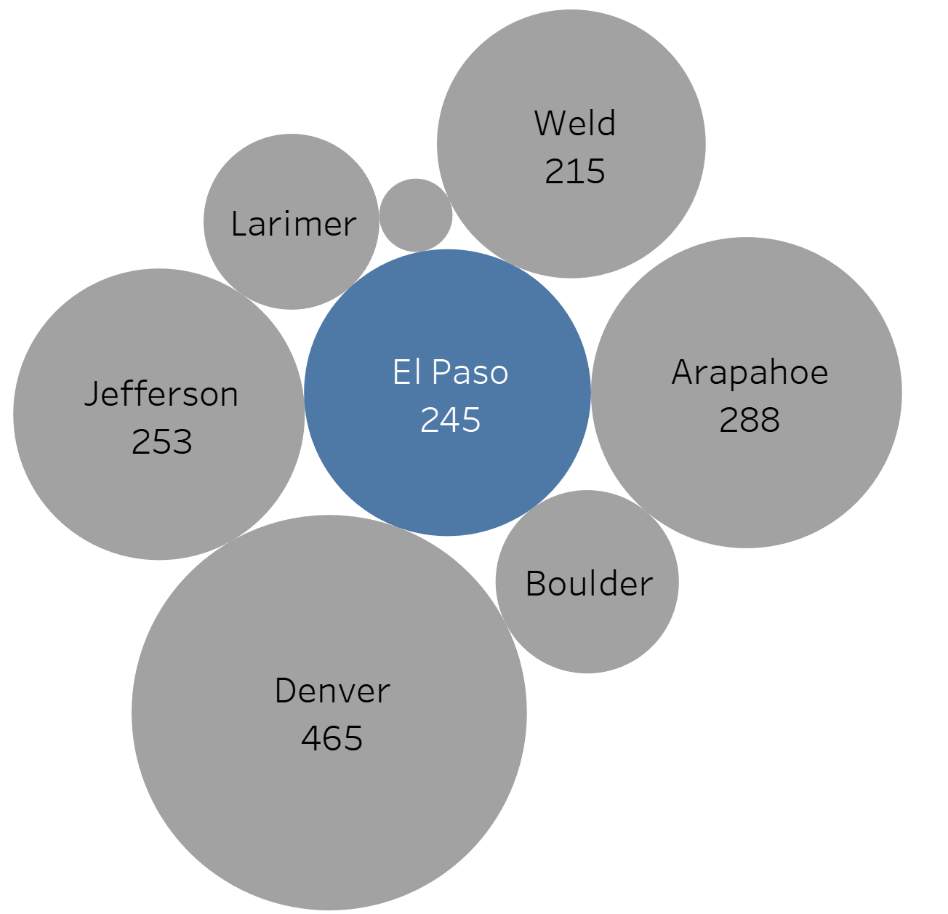 Weld
215
Larimer
El Paso
245
Arapahoe
288
Jefferson
253
Boulder
Denver
465